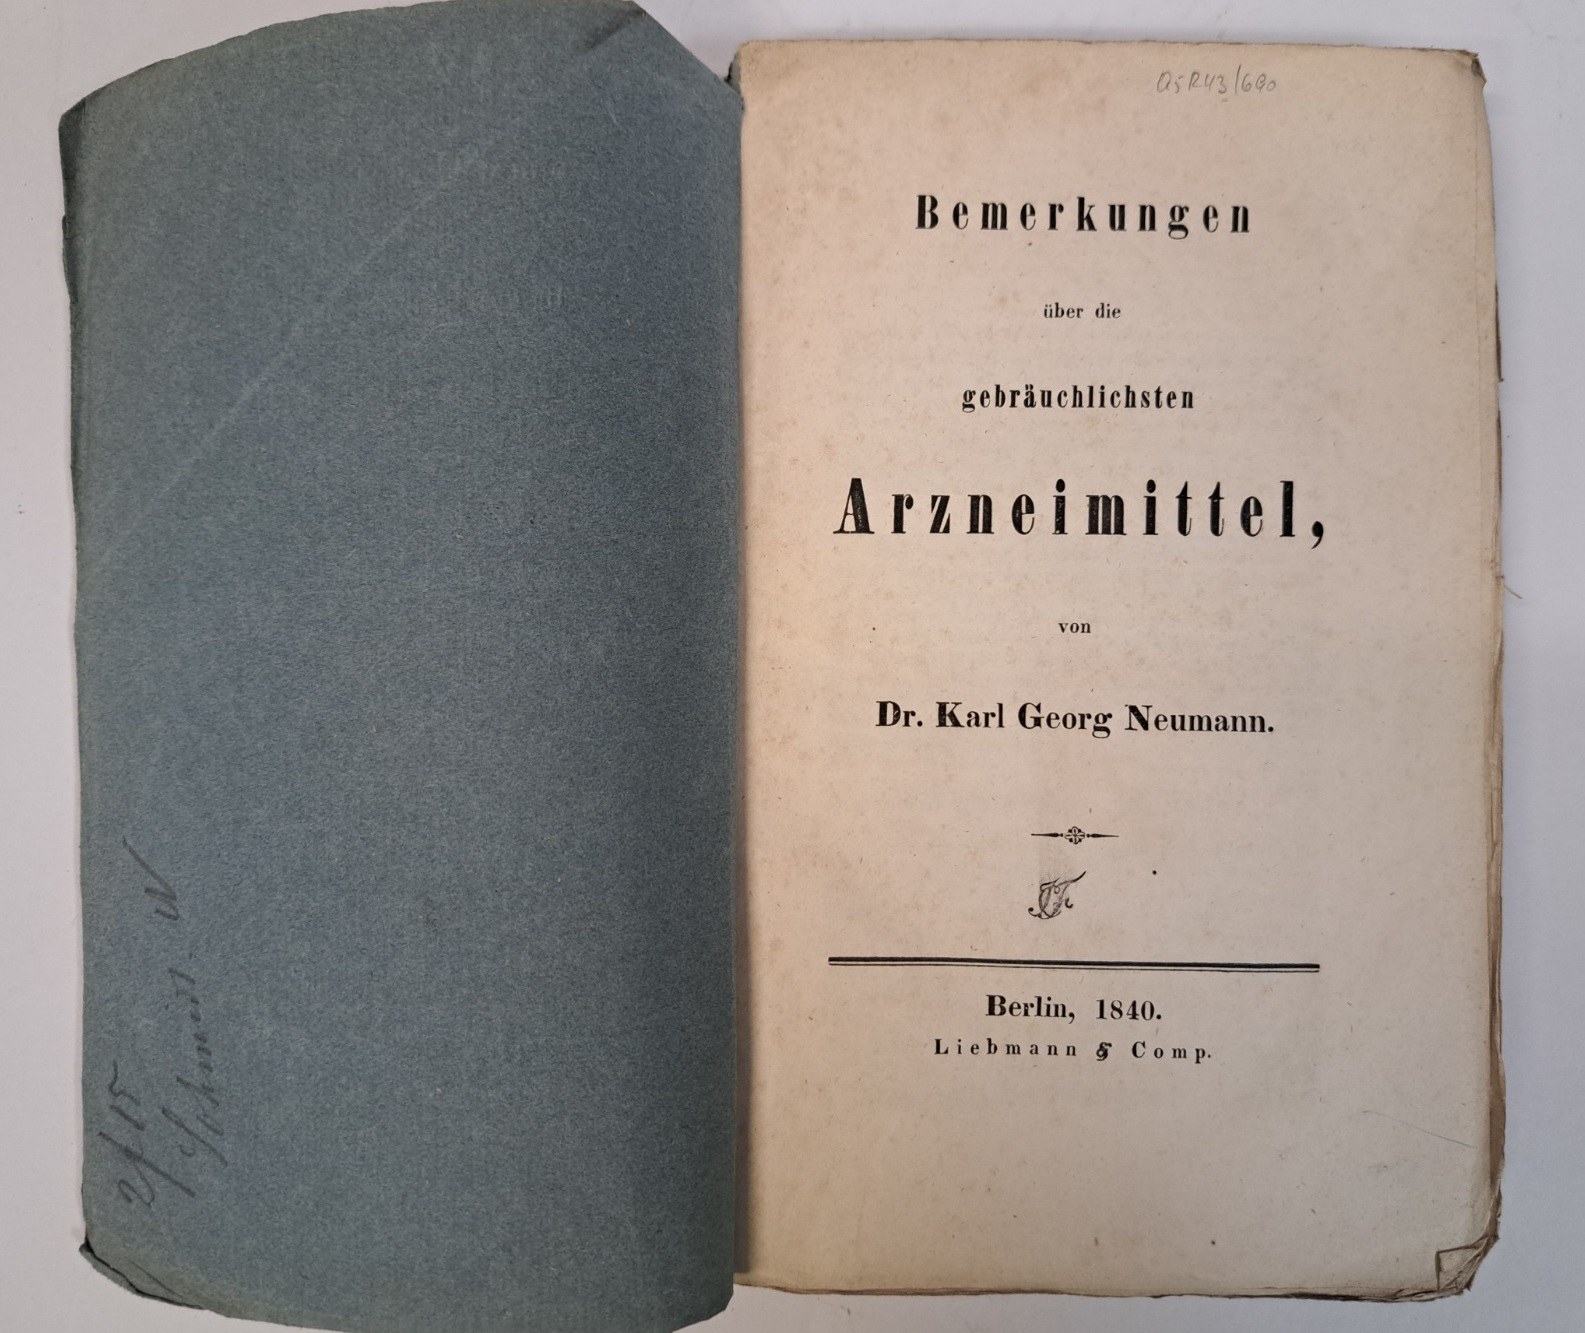 Bemerkungen
über die
gebräuchlichsten
Arzneimittel,
von
Dr. Karl Georg Neumann.
Berlin, 1840.
Liebmann & Comp.